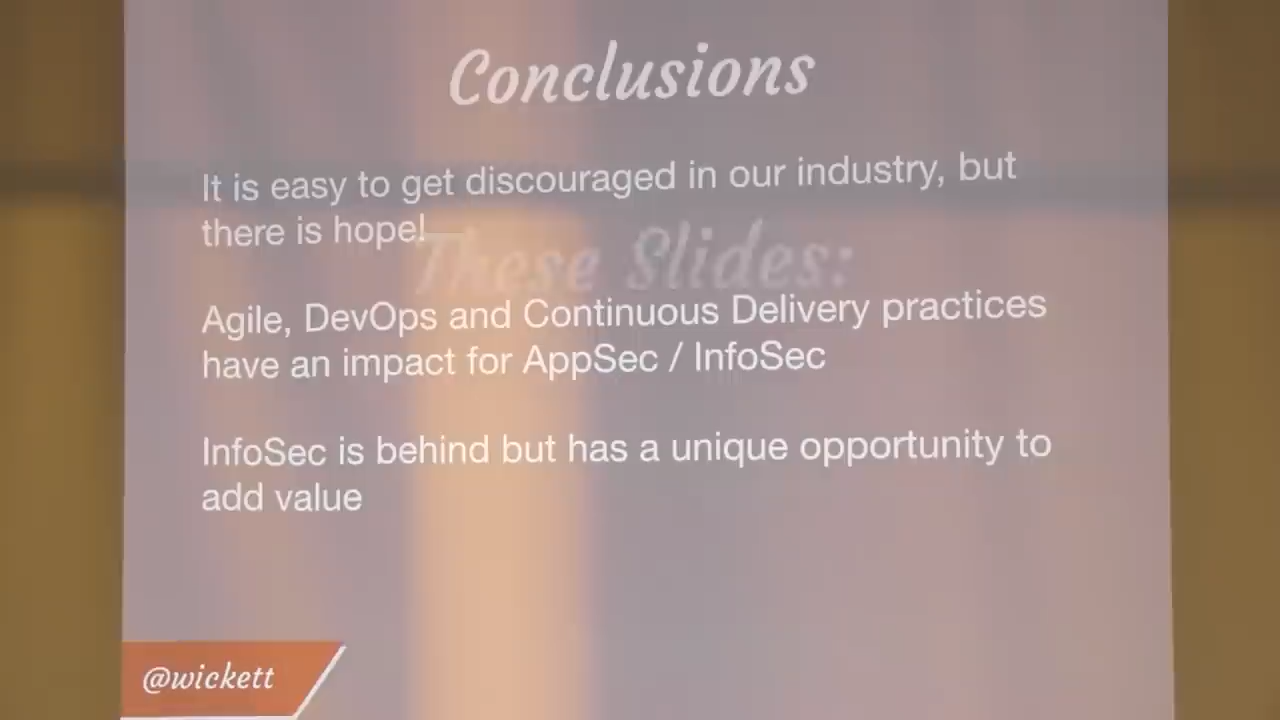 Conclusions
It is easy to get discouraged in our industry, but
there is hope!
These Slides:
Agile, DevOps and Continuous Delivery practices
have an impact for AppSec / InfoSec
InfoSec is behind but has a unique opportunity to
add value
@wickett